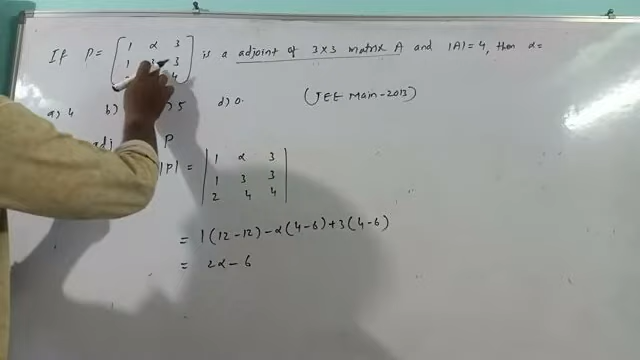 If P = [ 1 α 3 is a adjoint of 3×3 matrix A and |A| = 4, then α =
1 3 3
4 ]
a) 4 b) ) 5 d) 0. (JEE Main-2013)
adj P
|P| = | 1 α 3
1 3 3
2 4 4 |
= 1(12-12) - α(4-6) + 3(4-6)
= 2α - 6